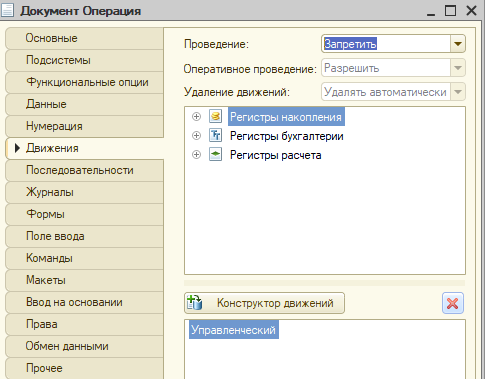 Документ Операция
Основные
Подсистемы
Функциональные опции
Данные
Нумерация
Движения
Последовательности
Журналы
Формы
Поле ввода
Команды
Макеты
Ввод на основании
Права
Обмен данными
Прочее
Проведение: Запретить
Оперативное проведение: Разрешить
Удаление движений: Удалять автоматически
Регистры накопления
Регистры бухгалтерии
Регистры расчета
Конструктор движений
Управленческий